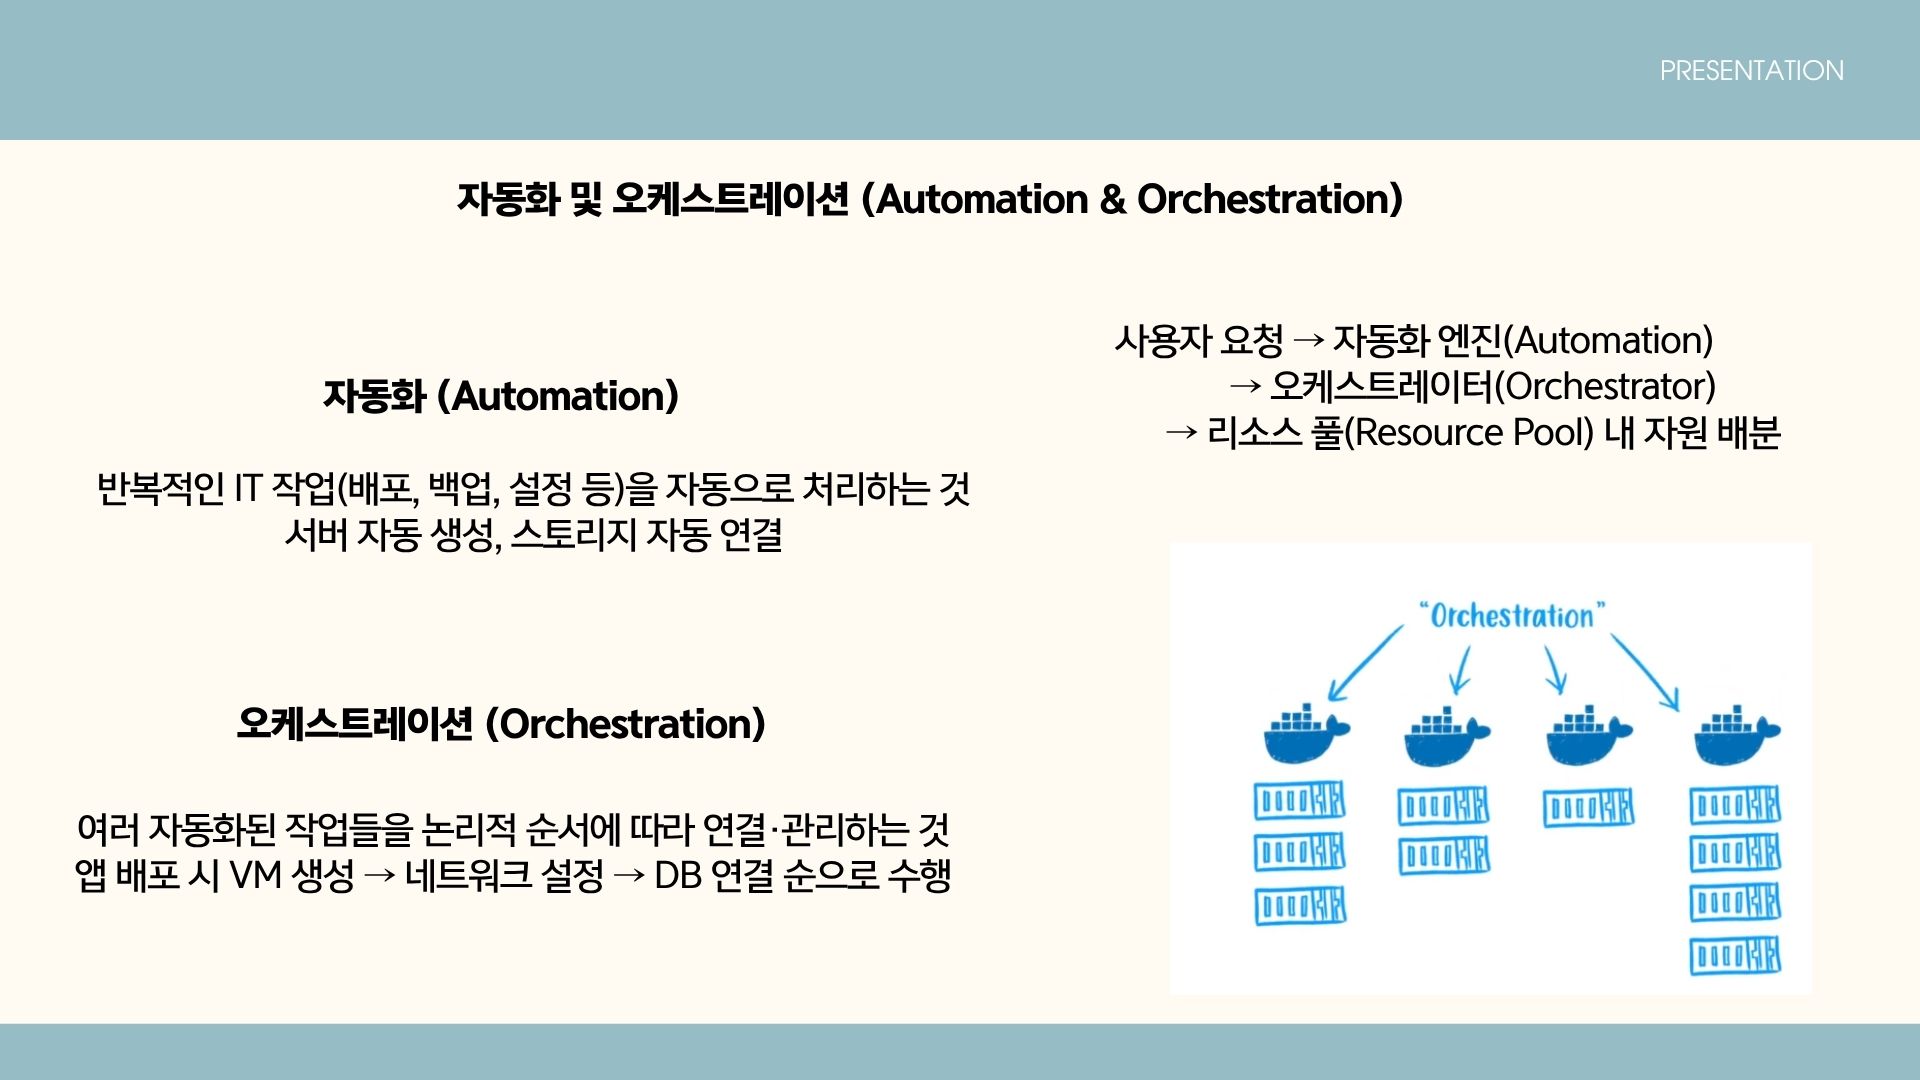 PRESENTATION
자동화 및 오케스트레이션 (Automation & Orchestration)
자동화 (Automation)
반복적인 IT 작업(배포, 백업, 설정 등)을 자동으로 처리하는 것
서버 자동 생성, 스토리지 자동 연결
오케스트레이션 (Orchestration)
여러 자동화된 작업들을 논리적 순서에 따라 연결·관리하는 것
앱 배포 시 VM 생성 → 네트워크 설정 → DB 연결 순으로 수행
사용자 요청 → 자동화 엔진(Automation)
→ 오케스트레이터(Orchestrator)
→ 리소스 풀(Resource Pool) 내 자원 배분
“Orchestration”